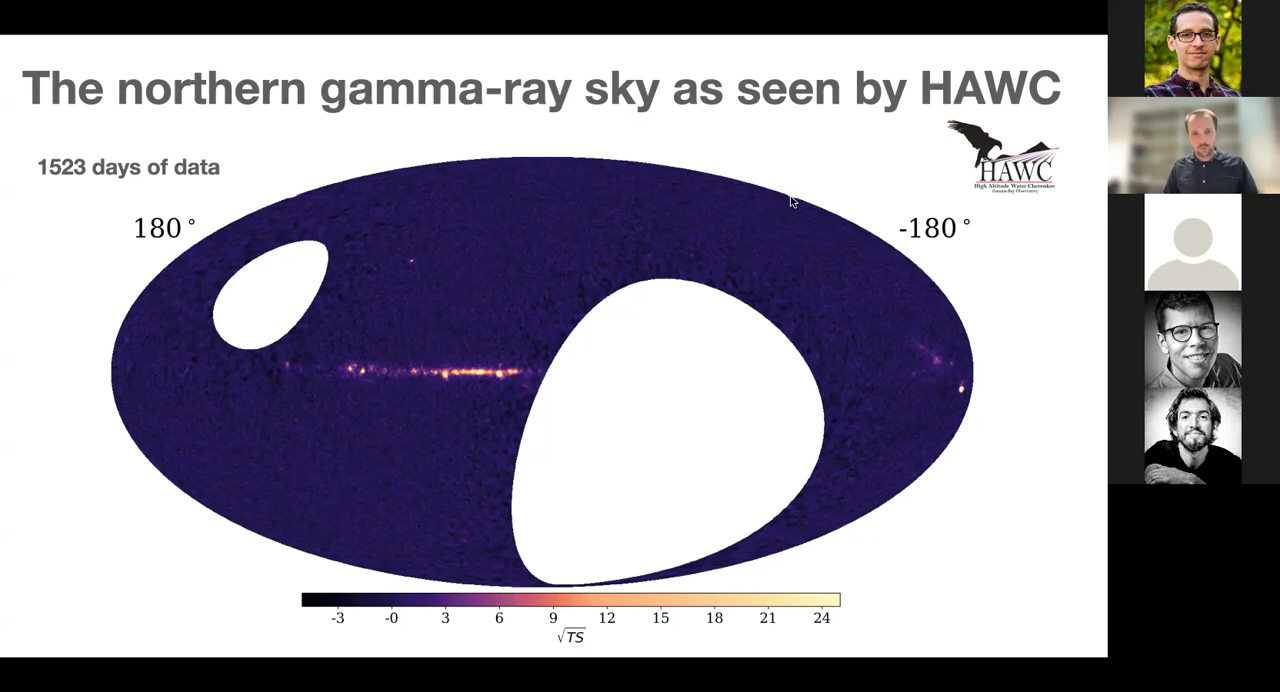 The northern gamma-ray sky as seen by HAWC
1523 days of data
HAWC
High Altitude Water Cherenkov
Gamma-Ray Observatory
180°
-180°
-3 -0 3 6 9 12 15 18 21 24
√TS